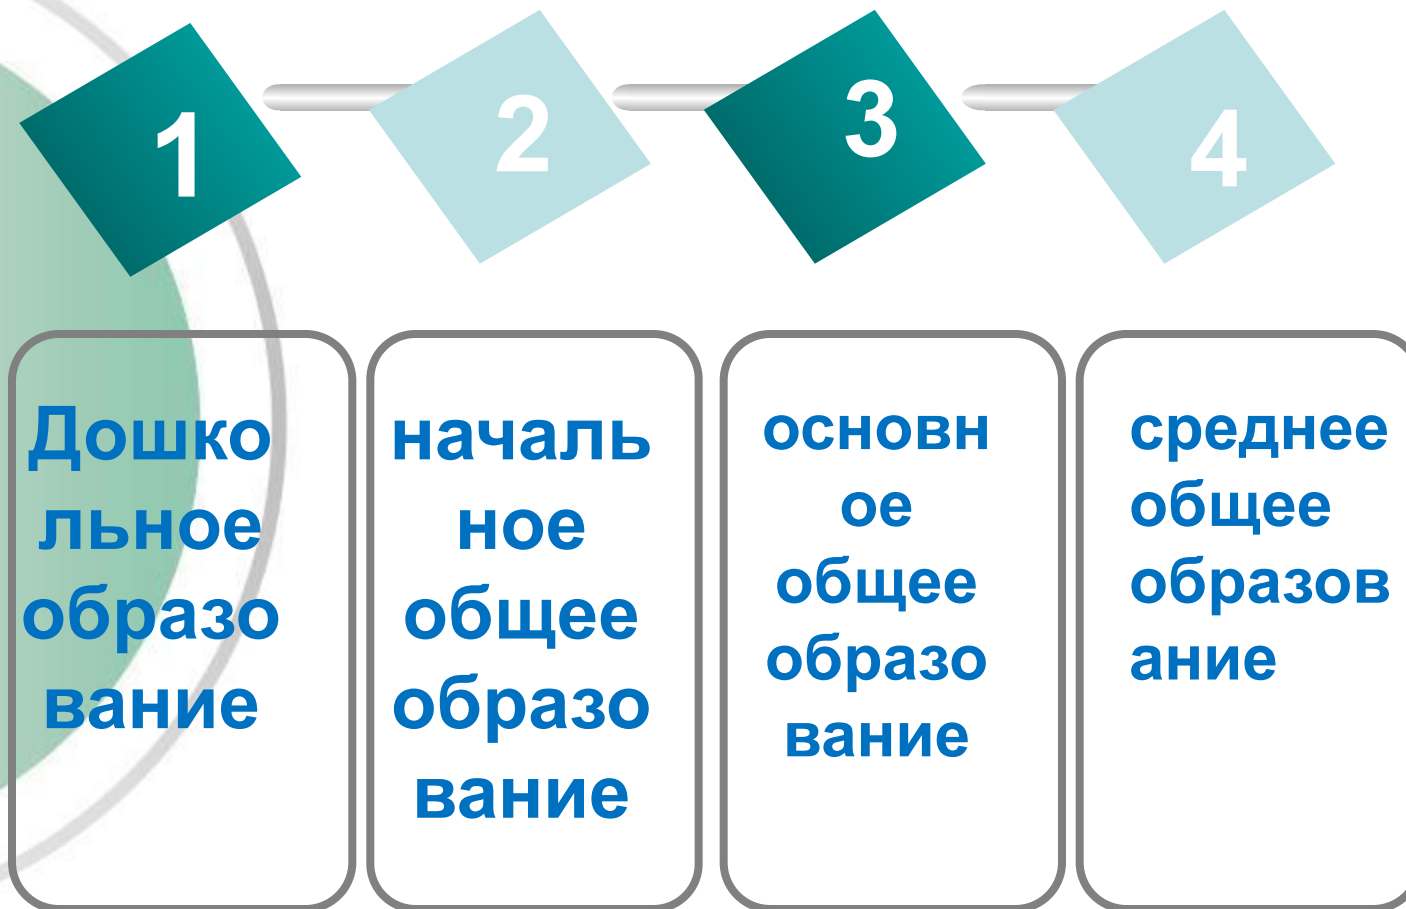 1
2
3
4
Дошко
льное
образо
вание
началь
ное
общее
образо
вание
основн
ое
общее
образо
вание
среднее
общее
образов
ание